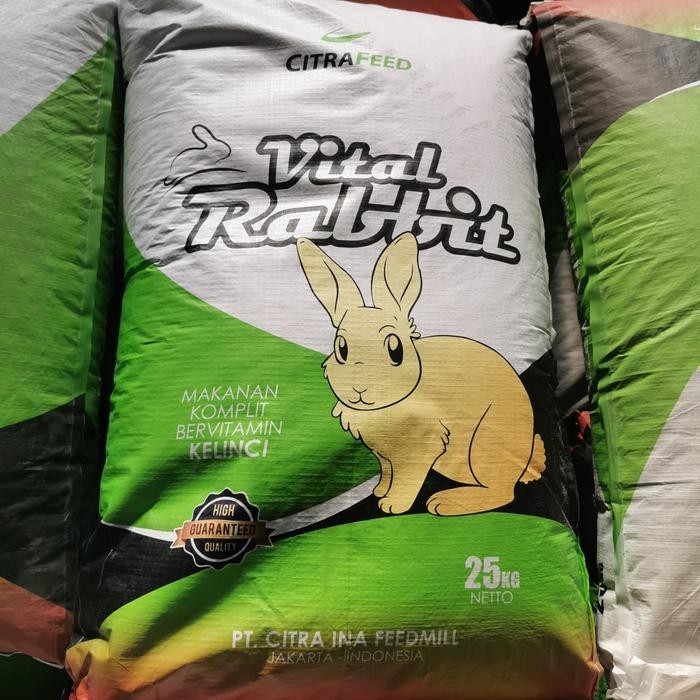 CITRAFEED
Vital
Rabbit
MAKANAN
KOMPLIT
BERVITAMIN
KELINCI
HIGH
GUARANTEED
QUALITY
25KG
NETTO
PT. CITRA INA FEEDMILL
JAKARTA - INDONESIA